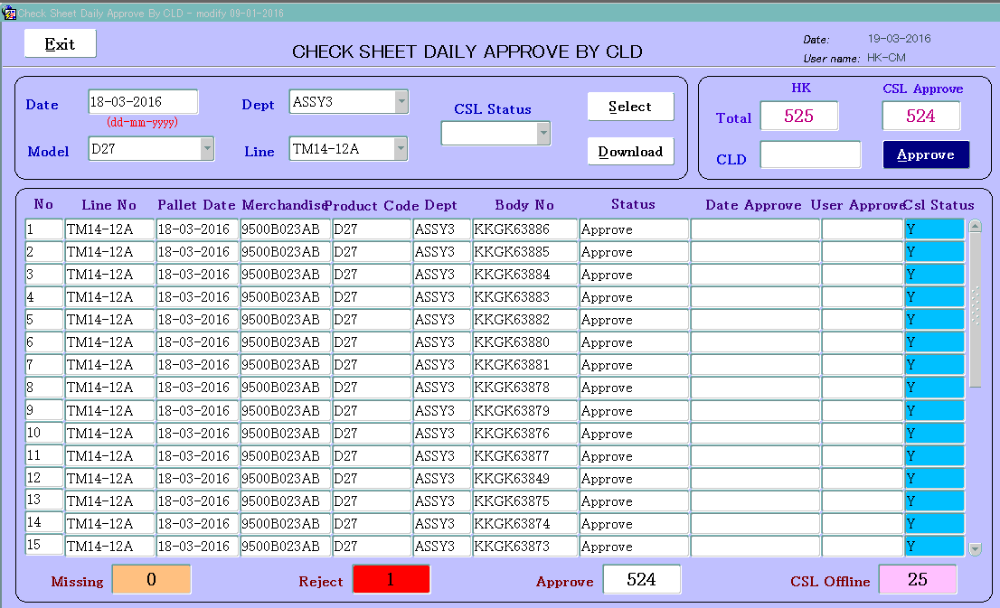 Check Sheet Daily Approve By CLD - modify 09-01-2016
Exit
CHECK SHEET DAILY APPROVE BY CLD
Date: 19-03-2016
User name: HK-CM
Date 18-03-2016
(dd-mm-yyyy)
Dept ASSY3
CSL Status
Select
Model D27
Line TM14-12A
Download
HK
CSL Approve
Total 525 524
CLD
Approve
No Line No Pallet Date Merchandise Product Code Dept Body No Status Date Approve User Approve Csl Status
1 TM14-12A 18-03-2016 9500B023AB D27 ASSY3 KKGK63886 Approve Y
2 TM14-12A 18-03-2016 9500B023AB D27 ASSY3 KKGK63885 Approve Y
3 TM14-12A 18-03-2016 9500B023AB D27 ASSY3 KKGK63884 Approve Y
4 TM14-12A 18-03-2016 9500B023AB D27 ASSY3 KKGK63883 Approve Y
5 TM14-12A 18-03-2016 9500B023AB D27 ASSY3 KKGK63882 Approve Y
6 TM14-12A 18-03-2016 9500B023AB D27 ASSY3 KKGK63880 Approve Y
7 TM14-12A 18-03-2016 9500B023AB D27 ASSY3 KKGK63881 Approve Y
8 TM14-12A 18-03-2016 9500B023AB D27 ASSY3 KKGK63878 Approve Y
9 TM14-12A 18-03-2016 9500B023AB D27 ASSY3 KKGK63879 Approve Y
10 TM14-12A 18-03-2016 9500B023AB D27 ASSY3 KKGK63876 Approve Y
11 TM14-12A 18-03-2016 9500B023AB D27 ASSY3 KKGK63877 Approve Y
12 TM14-12A 18-03-2016 9500B023AB D27 ASSY3 KKGK63849 Approve Y
13 TM14-12A 18-03-2016 9500B023AB D27 ASSY3 KKGK63875 Approve Y
14 TM14-12A 18-03-2016 9500B023AB D27 ASSY3 KKGK63874 Approve Y
15 TM14-12A 18-03-2016 9500B023AB D27 ASSY3 KKGK63873 Approve Y
Missing 0 Reject 1 Approve 524 CSL Offline 25